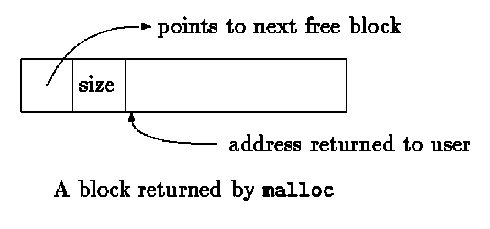 points to next free block
size
address returned to user
A block returned by malloc